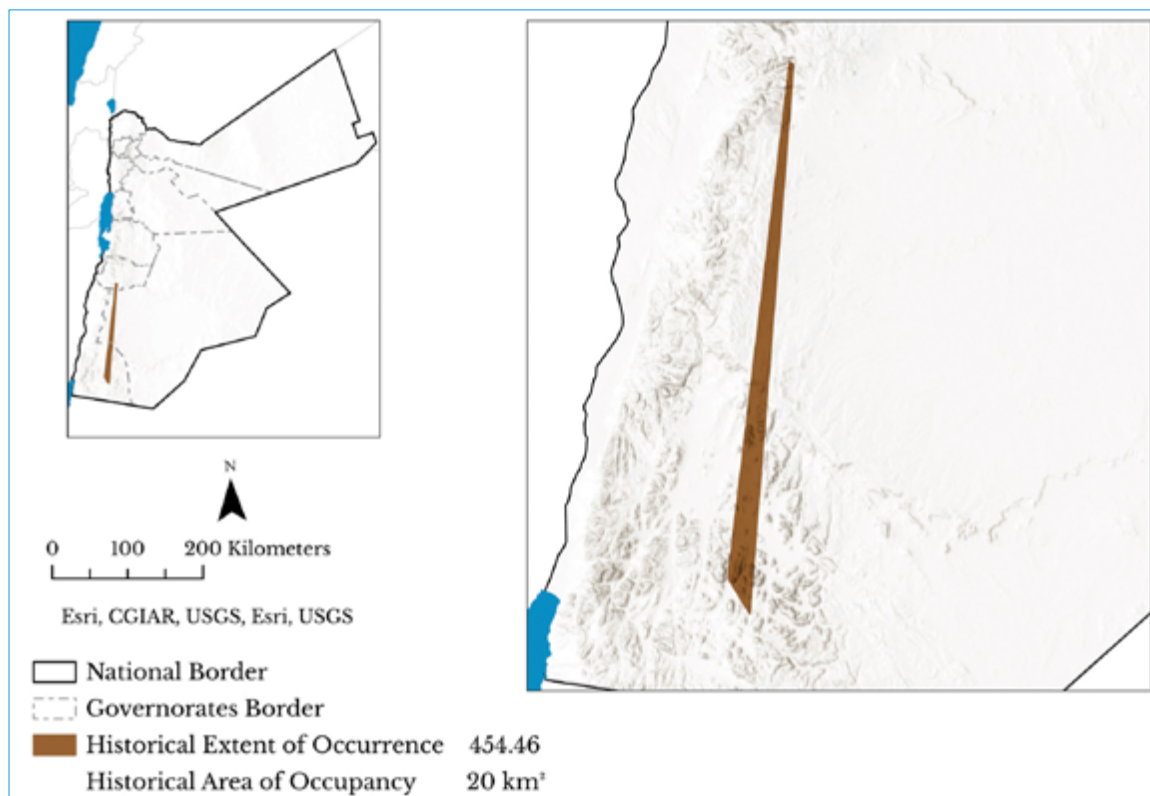 N
0 100 200 Kilometers
Esri, CGIAR, USGS, Esri, USGS
National Border
Governorates Border
Historical Extent of Occurrence 454.46
Historical Area of Occupancy 20 km²